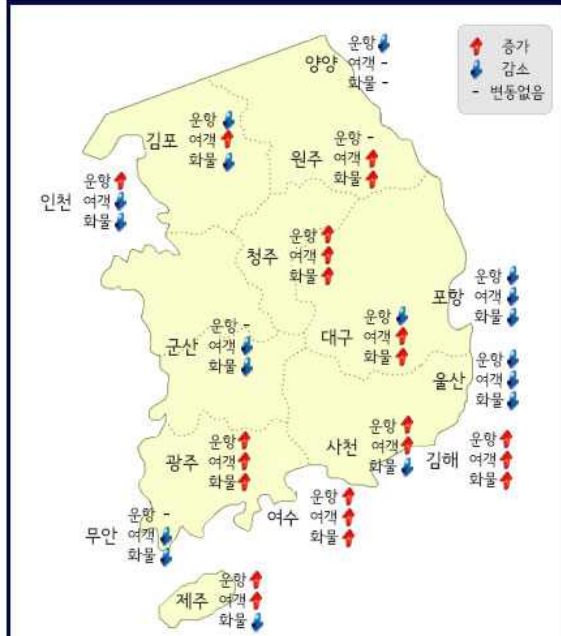 증가
감소
- 변동없음
운항
양양 여객 -
화물 -
운항
김포 여객
화물
운항 -
원주 여객
화물
운항
인천 여객
화물
운항
청주 여객
화물
운항
포항 여객
화물
운항 -
군산 여객
화물
운항
대구 여객
화물
운항
울산 여객
화물
운항
광주 여객
화물
운항
사천 여객
화물
운항
김해 여객
화물
운항 -
무안 여객
화물
운항
여수 여객
화물
운항
제주 여객
화물